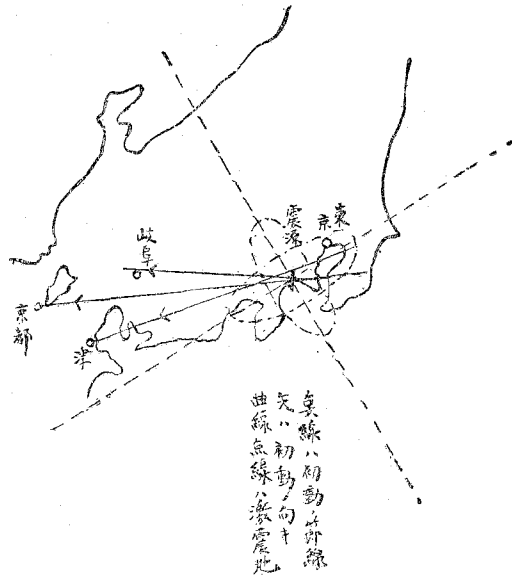 東京
震源
岐阜
京都
津
眞線ハ初動ノ節線
矢ハ初動ノ向キ
曲線点線ハ激震地